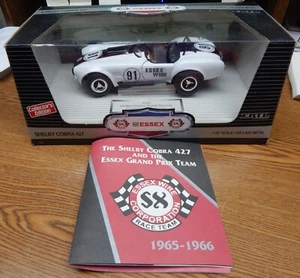 91
ESSEX
WIRE
Collector's
Edition
ESSEX
SHELBY COBRA 427
THE SHELBY COBRA 427
AND THE
ESSEX GRAND PRIX TEAM
ESSEX WIRE
CORPORATION
RACE TEAM
1965-1966